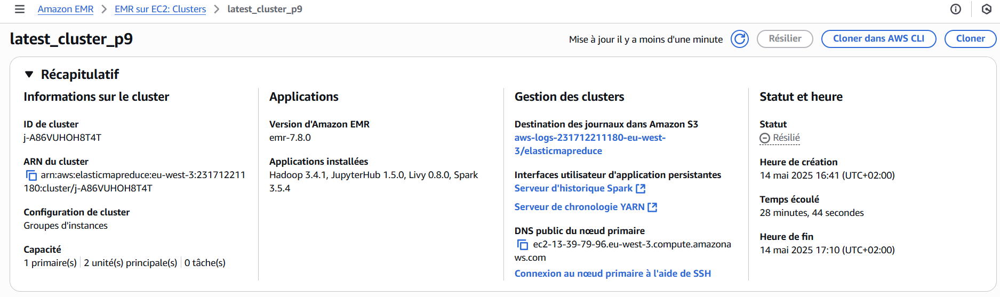 Amazon EMR > EMR sur EC2: Clusters > latest_cluster_p9
latest_cluster_p9
Mise à jour il y a moins d'une minute
Résilier
Cloner dans AWS CLI
Cloner
Récapitulatif
Informations sur le cluster
ID de cluster
j-A86VUHOH8T4T
ARN du cluster
arn:aws:elasticmapreduce:eu-west-3:231712211
180:cluster/j-A86VUHOH8T4T
Configuration de cluster
Groupes d'instances
Capacité
1 primaire(s) | 2 unité(s) principale(s) | 0 tâche(s)
Applications
Version d'Amazon EMR
emr-7.8.0
Applications installées
Hadoop 3.4.1, JupyterHub 1.5.0, Livy 0.8.0, Spark
3.5.4
Gestion des clusters
Destination des journaux dans Amazon S3
aws-logs-231712211180-eu-west-
3/elasticmapreduce
Interfaces utilisateur d'application persistantes
Serveur d'historique Spark
Serveur de chronologie YARN
DNS public du nœud primaire
ec2-13-39-79-96.eu-west-3.compute.amazona
ws.com
Connexion au nœud primaire à l'aide de SSH
Statut et heure
Statut
Résilié
Heure de création
14 mai 2025 16:41 (UTC+02:00)
Temps écoulé
28 minutes, 44 secondes
Heure de fin
14 mai 2025 17:10 (UTC+02:00)